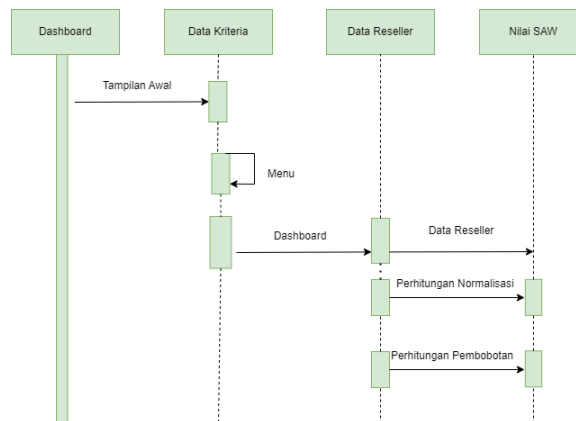 Dashboard
Data Kriteria
Data Reseller
Nilai SAW
Tampilan Awal
Menu
Dashboard
Data Reseller
Perhitungan Normalisasi
Perhitungan Pembobotan